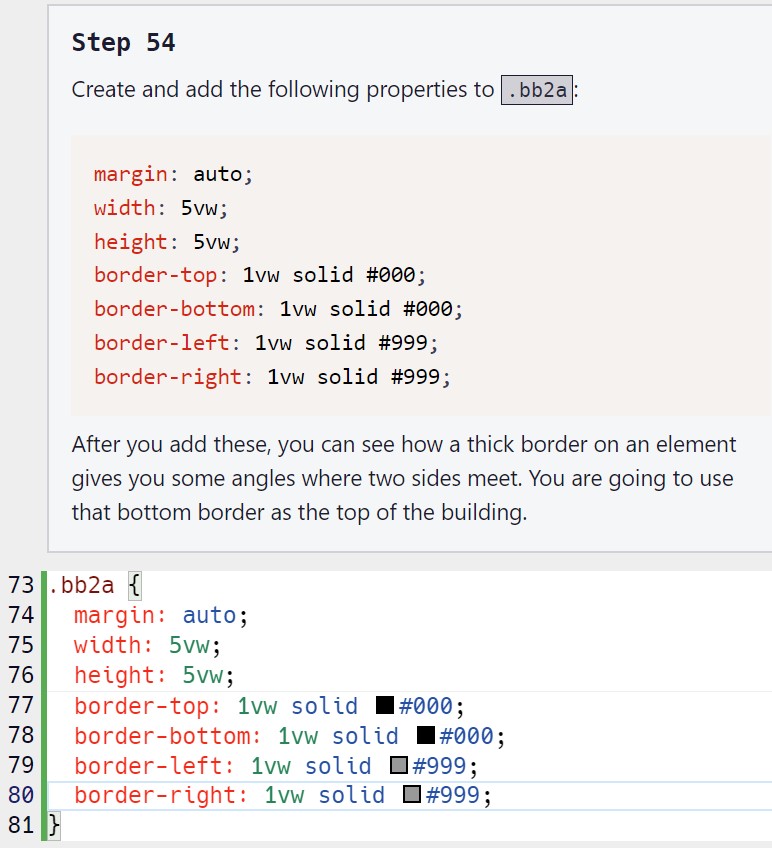 Step 54
Create and add the following properties to .bb2a:
margin: auto;
width: 5vw;
height: 5vw;
border-top: 1vw solid #000;
border-bottom: 1vw solid #000;
border-left: 1vw solid #999;
border-right: 1vw solid #999;
After you add these, you can see how a thick border on an element
gives you some angles where two sides meet. You are going to use
that bottom border as the top of the building.
73 .bb2a {
74 margin: auto;
75 width: 5vw;
76 height: 5vw;
77 border-top: 1vw solid #000;
78 border-bottom: 1vw solid #000;
79 border-left: 1vw solid #999;
80 border-right: 1vw solid #999;
81 }